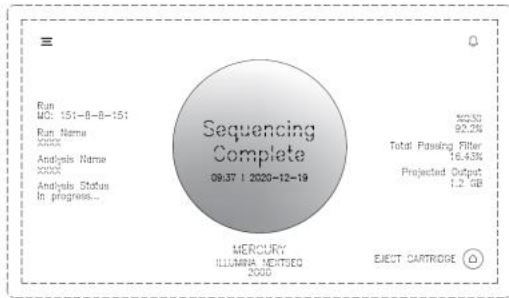 Run
MC: 151-8-8-151
Run Name
XXXX
Analysis Name
XXXX
Analysis Status
In progress...
Sequencing
Complete
09:37 | 2020-12-19
%Q30
92.2%
Total Passing Filter
16.43%
Projected Output
1.2 GB
MERCURY
ILLUMINA NEXTSEQ
2000
EJECT CARTRIDGE